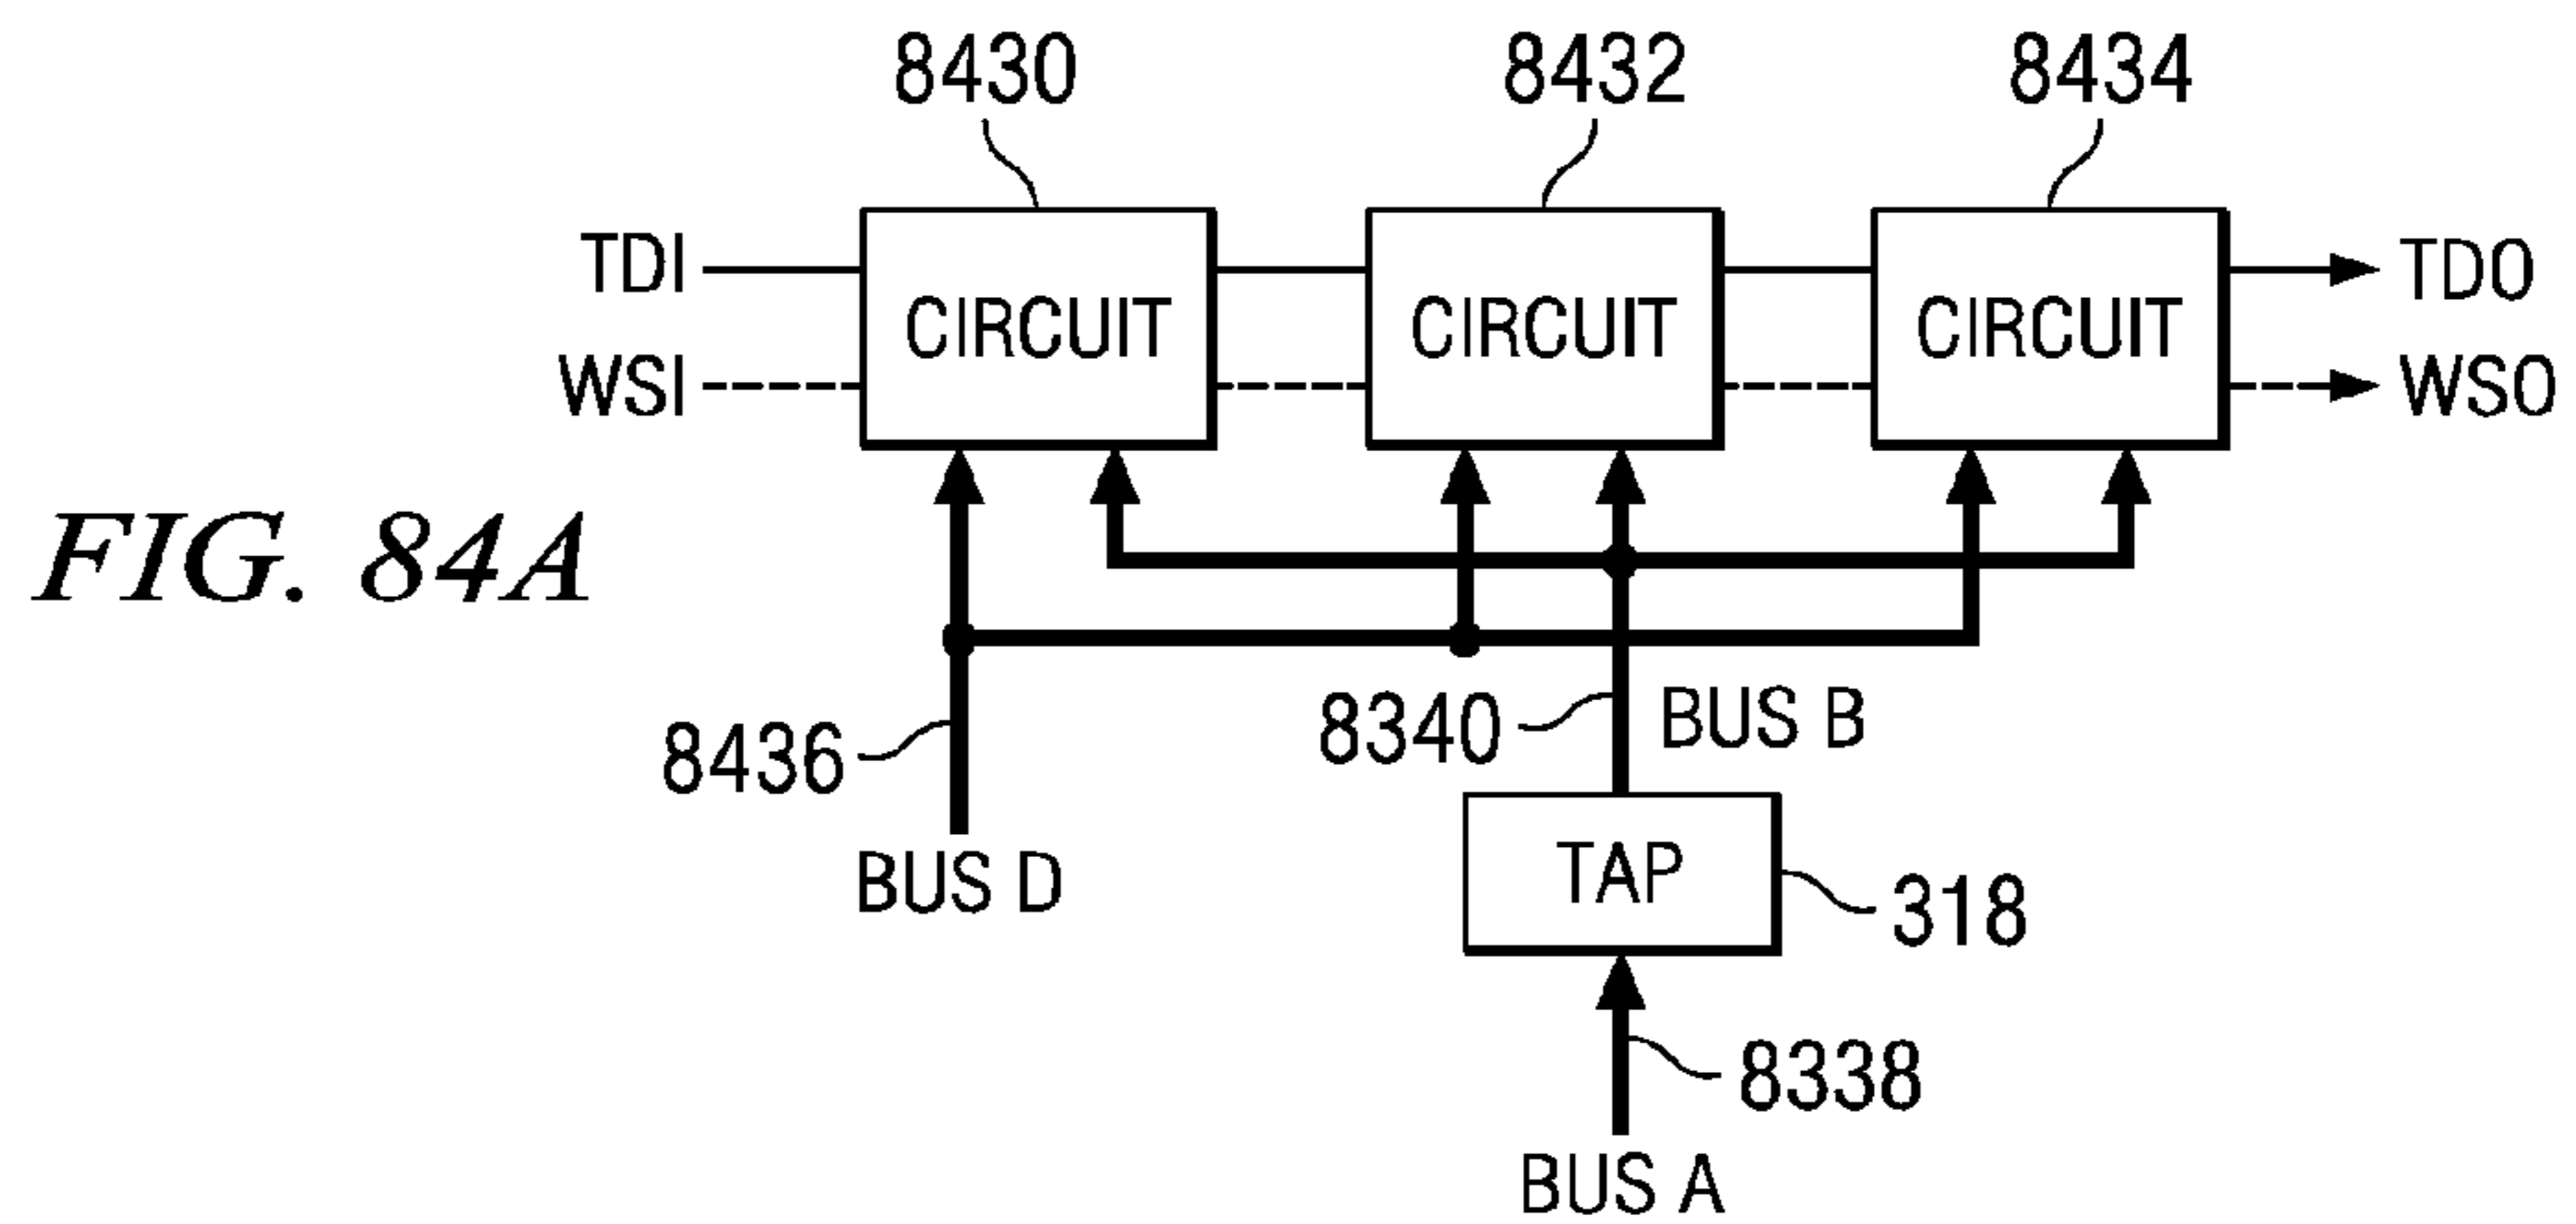 8430 8432 8434
TDI CIRCUIT CIRCUIT CIRCUIT TDO
WSI WSO
FIG. 84A
8436 8340 BUS B
BUS D TAP 318
8338
BUS A